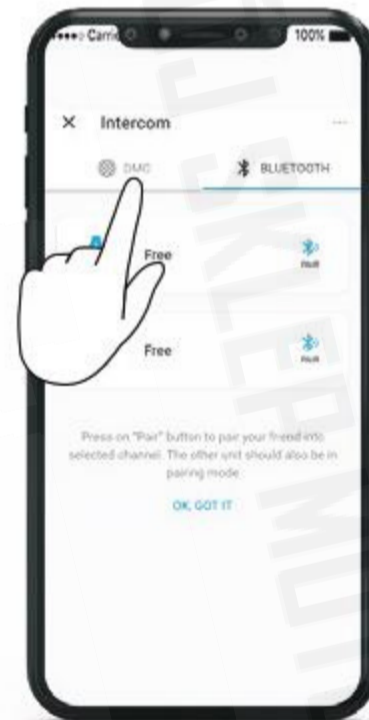 100%
Intercom
DMC
BLUETOOTH
Free
PAIR
Free
PAIR
Press on "Pair" button to pair your friend into
selected channel. The other unit should also be in
pairing mode
OK, GOT IT